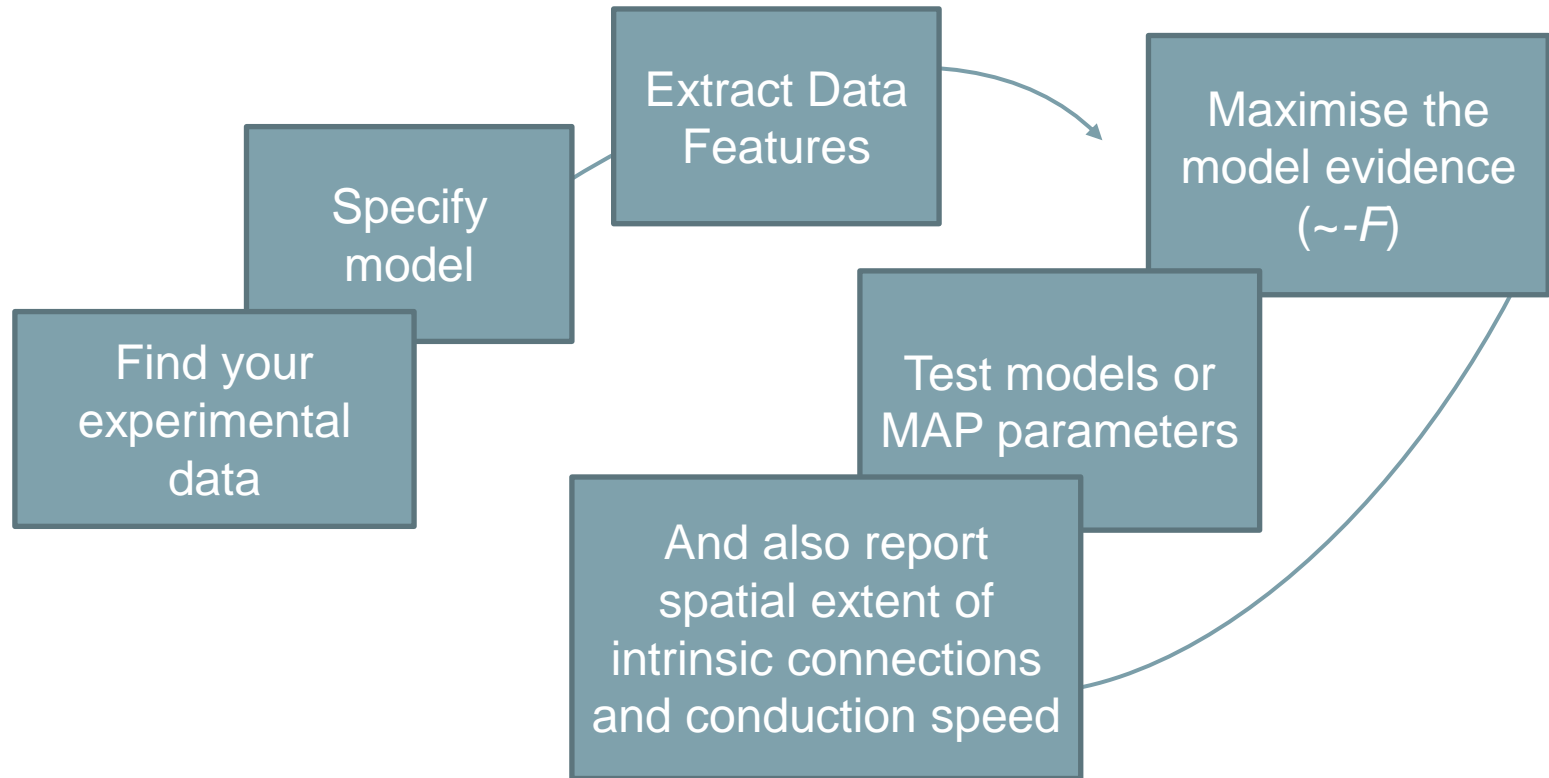 Find your
experimental
data
Specify
model
Extract Data
Features
Maximise the
model evidence
(~-F)
Test models or
MAP parameters
And also report
spatial extent of
intrinsic connections
and conduction speed